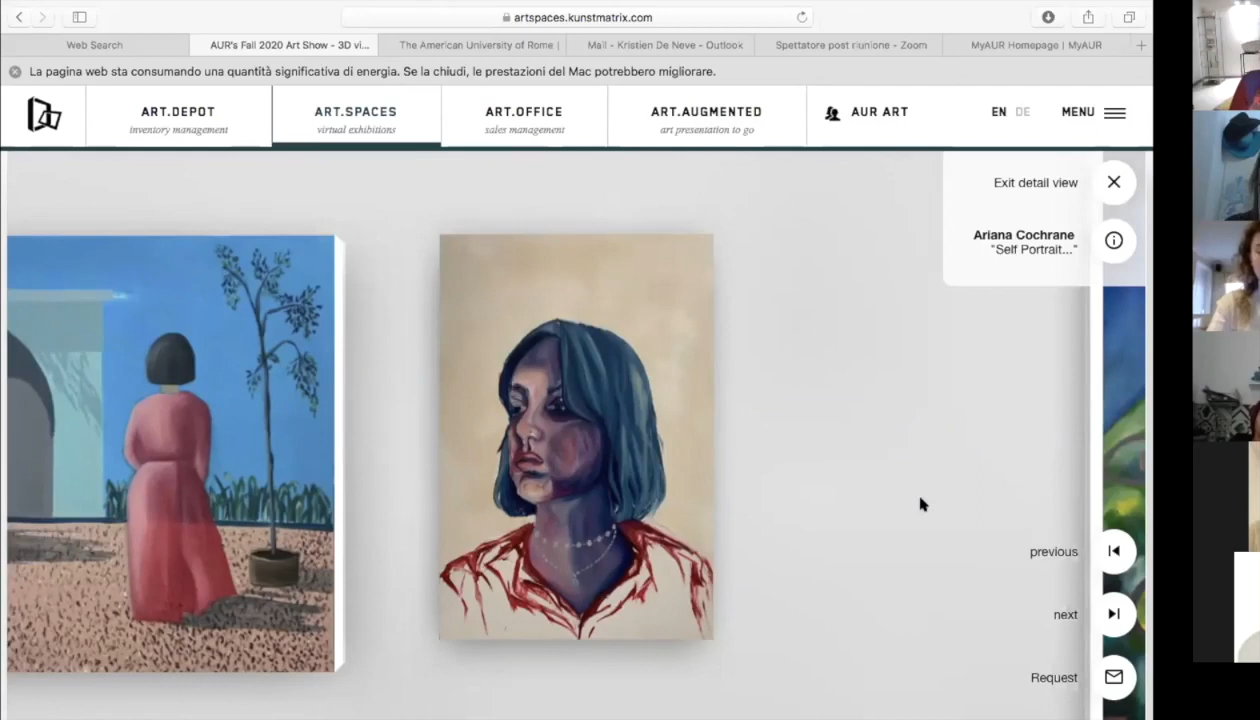 artspaces.kunstmatrix.com
Web Search
AUR's Fall 2020 Art Show - 3D vi...
The American University of Rome |
Mail - Kristien De Neve - Outlook
Spettatore post riunione - Zoom
MyAUR Homepage | MyAUR
La pagina web sta consumando una quantità significativa di energia. Se la chiudi, le prestazioni del Mac potrebbero migliorare.
ART.DEPOT
inventory management
ART.SPACES
virtual exhibitions
ART.OFFICE
sales management
ART.AUGMENTED
art presentation to go
AUR ART
EN DE
MENU
Exit detail view
Ariana Cochrane
"Self Portrait..."
previous
next
Request